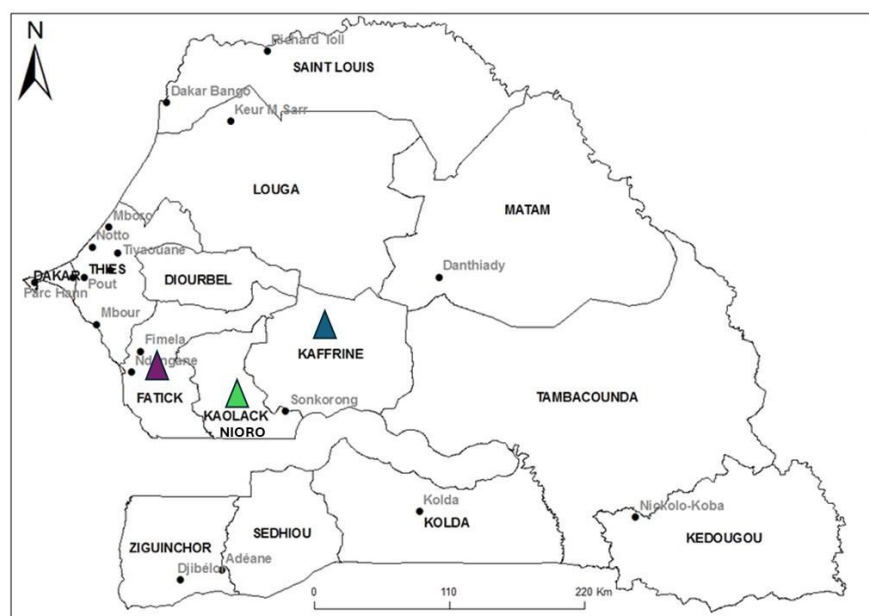 N
Richard Toll
SAINT LOUIS
Dakar Bango
Keur M Sarr
LOUGA
MATAM
Mboro
Notto
Tivaouane
DAKAR
THIES
DIOURBEL
Danthiady
Parc Hann
Pout
Mbour
Fimela
KAFFRINE
Ndangane
FATICK
KAOLACK
NIORO
Sonkorong
TAMBACOUNDA
Kolda
KOLDA
Niokolo-Koba
KEDOUGOU
SEDHIOU
ZIGUINCHOR
Adéane
Djibélor
0 110 220 Km